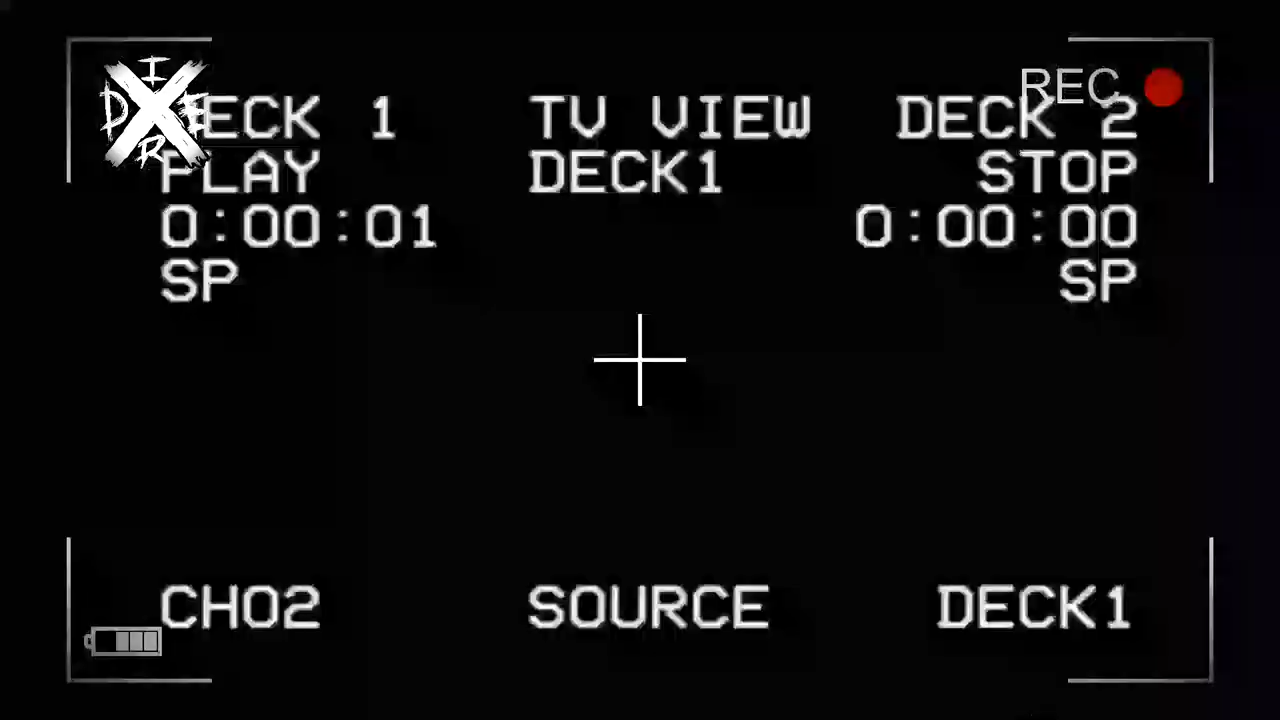 REC
DECK 1 TV VIEW DECK 2
PLAY DECK1 STOP
0:00:01 0:00:00
SP SP
CH02 SOURCE DECK1